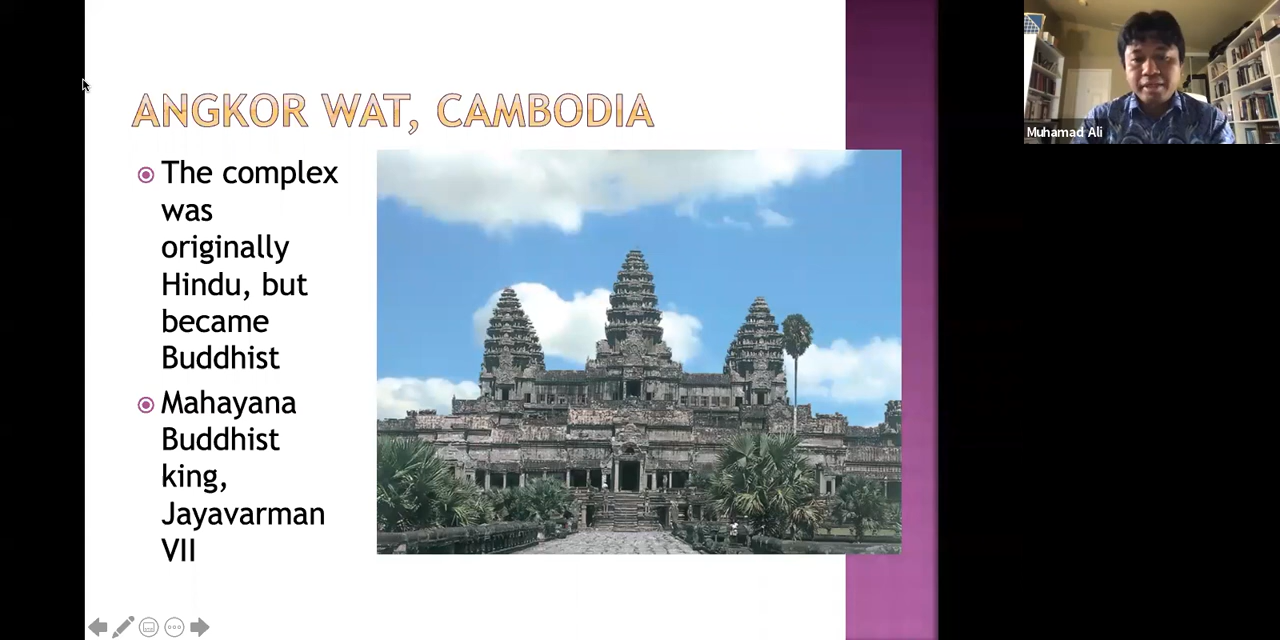 ANGKOR WAT, CAMBODIA
The complex
was
originally
Hindu, but
became
Buddhist
Mahayana
Buddhist
king,
Jayavarman
VII
Muhamad Ali